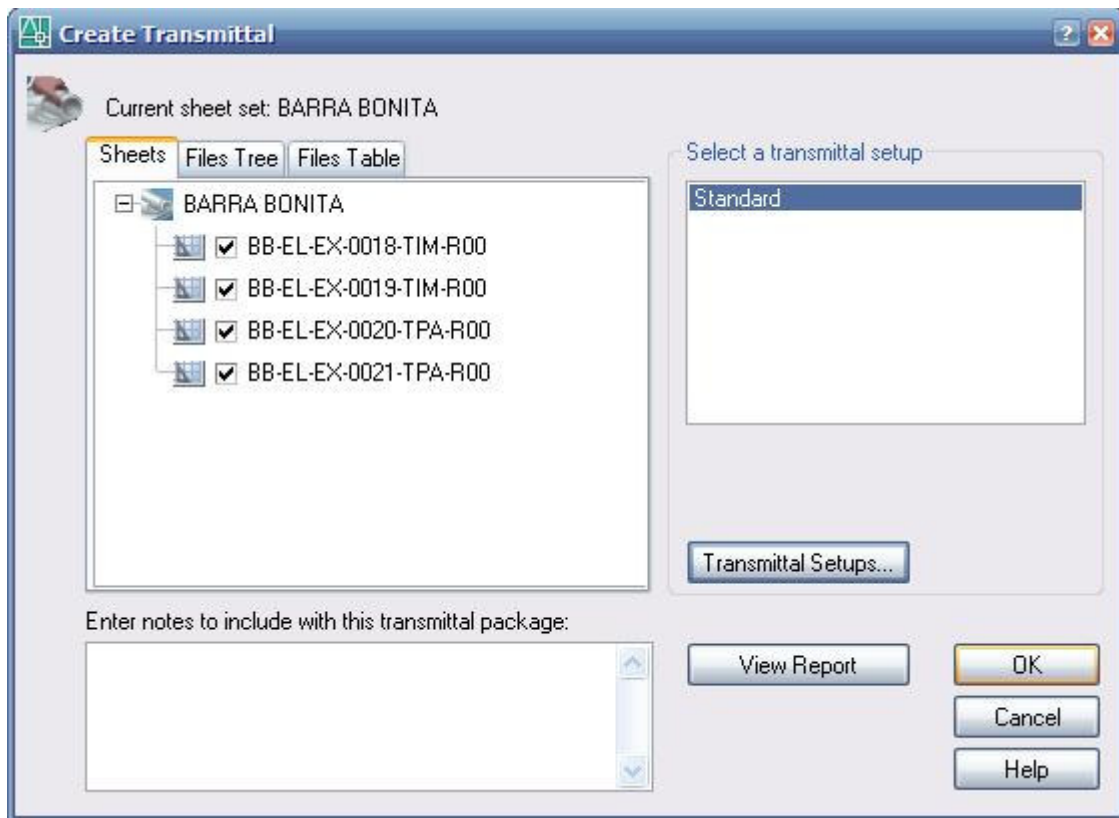 Create Transmittal
Current sheet set: BARRA BONITA
Sheets Files Tree Files Table
BARRA BONITA
BB-EL-EX-0018-TIM-R00
BB-EL-EX-0019-TIM-R00
BB-EL-EX-0020-TPA-R00
BB-EL-EX-0021-TPA-R00
Select a transmittal setup
Standard
Transmittal Setups...
Enter notes to include with this transmittal package:
View Report
OK
Cancel
Help